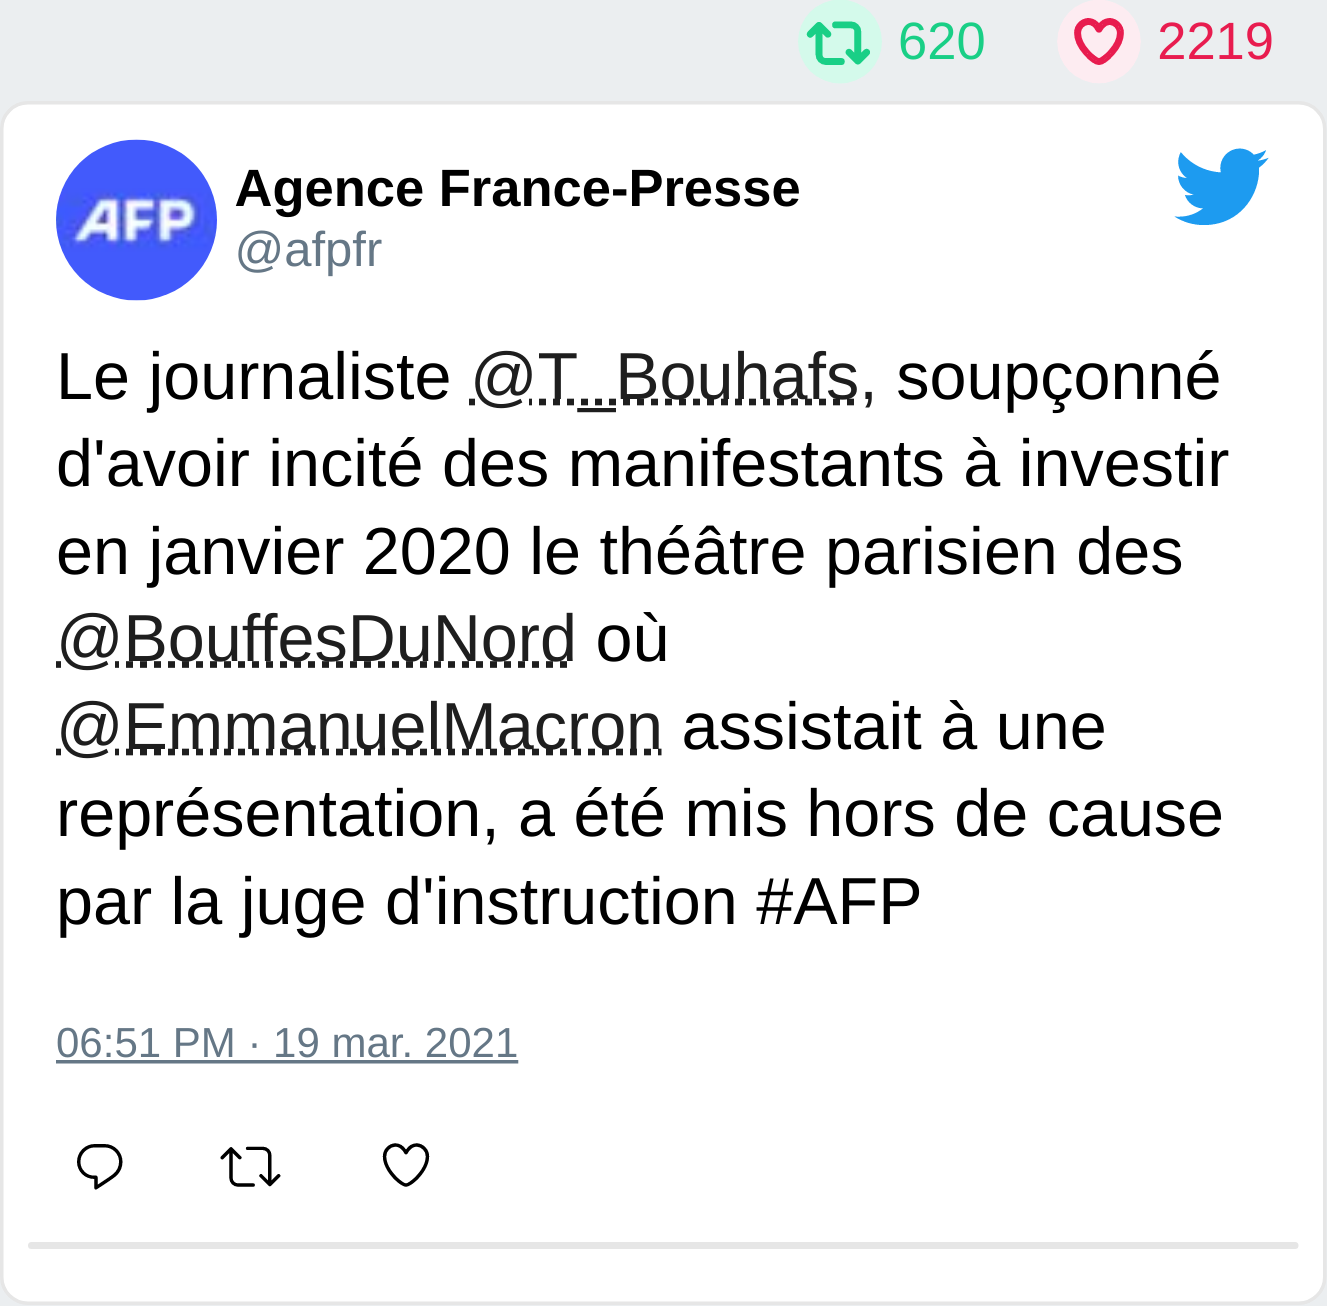 620 2219
AFP
Agence France-Presse
@afpfr
Le journaliste @T_Bouhafs, soupçonné
d'avoir incité des manifestants à investir
en janvier 2020 le théâtre parisien des
@BouffesDuNord où
@EmmanuelMacron assistait à une
représentation, a été mis hors de cause
par la juge d'instruction #AFP
06:51 PM · 19 mar. 2021